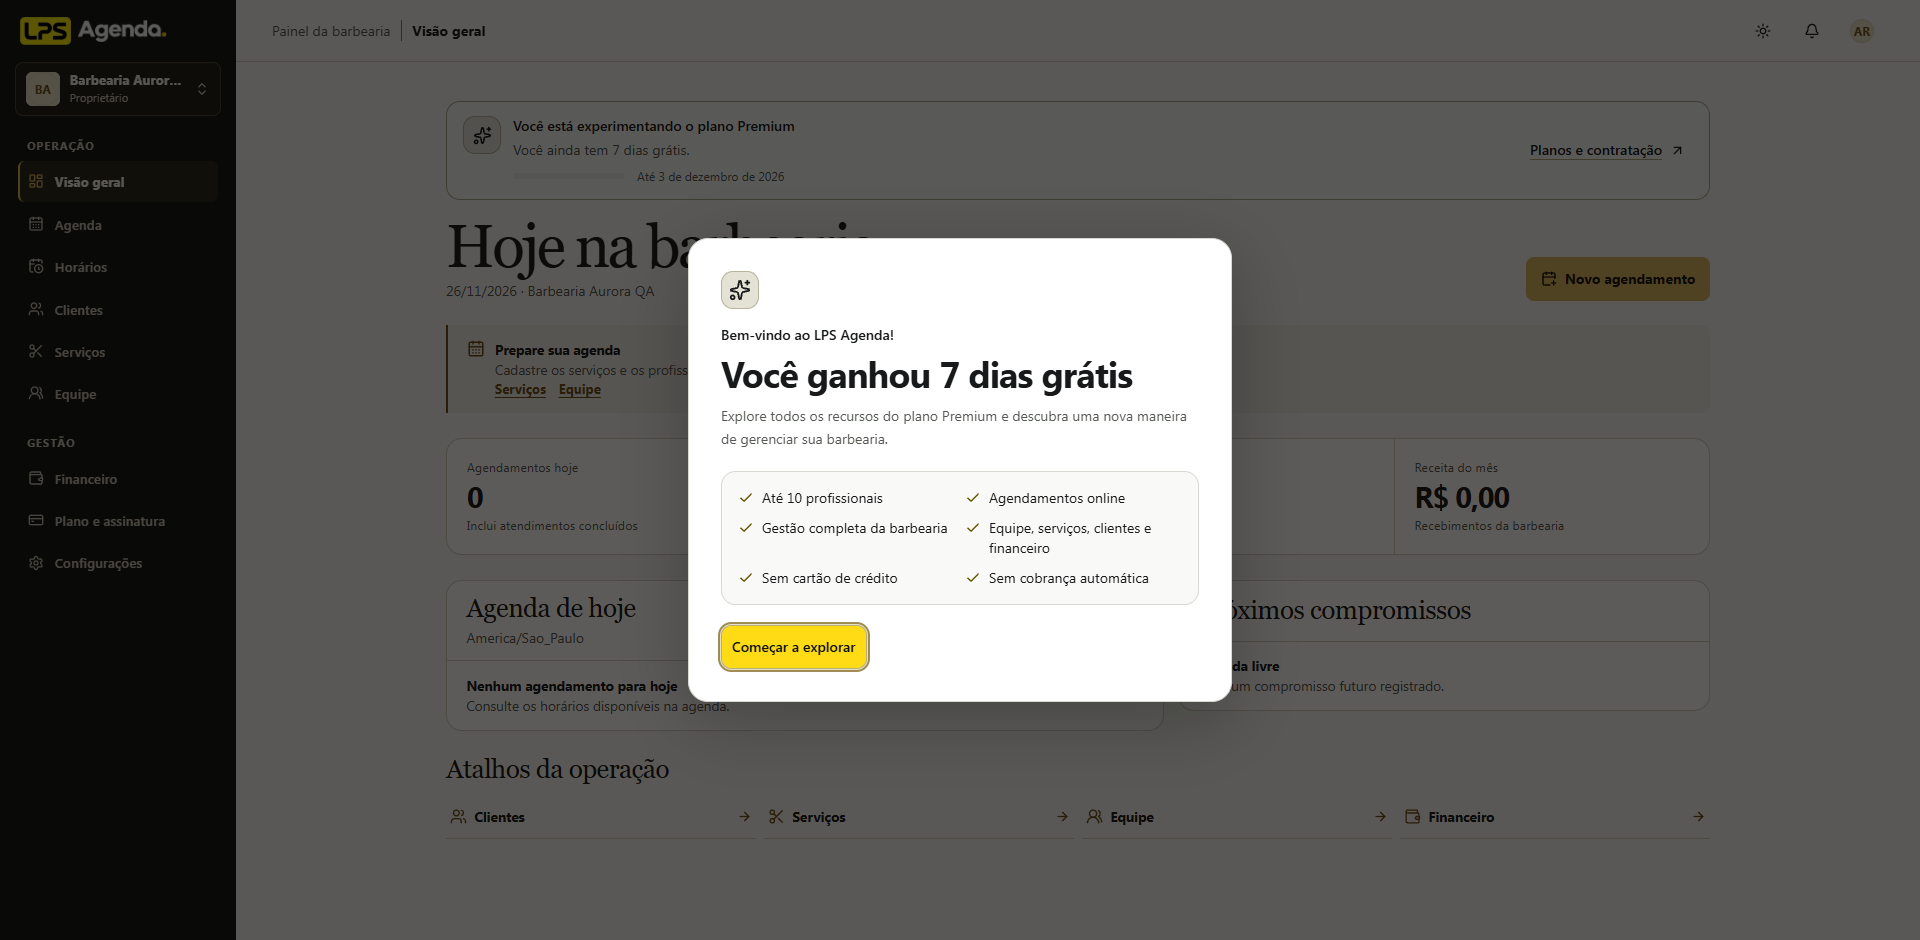 LPS Agenda.
Painel da barbearia
Visão geral
AR
BA
Barbearia Auror...
Proprietário
OPERAÇÃO
Visão geral
Agenda
Horários
Clientes
Serviços
Equipe
GESTÃO
Financeiro
Plano e assinatura
Configurações
Você está experimentando o plano Premium
Você ainda tem 7 dias grátis.
Até 3 de dezembro de 2026
Planos e contratação
Hoje na
26/11/2026 · Barbearia Aurora QA
Novo agendamento
Prepare sua agenda
Cadastre os serviços e os
Serviços Equipe
Agendamentos hoje
0
Inclui atendimentos concluídos
Receita do mês
R$ 0,00
Recebimentos da barbearia
Agenda de hoje
America/Sao_Paulo
Nenhum agendamento para hoje
Consulte os horários disponíveis na agenda.
óximos compromissos
da livre
um compromisso futuro registrado.
Bem-vindo ao LPS Agenda!
Você ganhou 7 dias grátis
Explore todos os recursos do plano Premium e descubra uma nova maneira
de gerenciar sua barbearia.
Até 10 profissionais
Agendamentos online
Gestão completa da barbearia
Equipe, serviços, clientes e
financeiro
Sem cartão de crédito
Sem cobrança automática
Começar a explorar
Atalhos da operação
Clientes
Serviços
Equipe
Financeiro